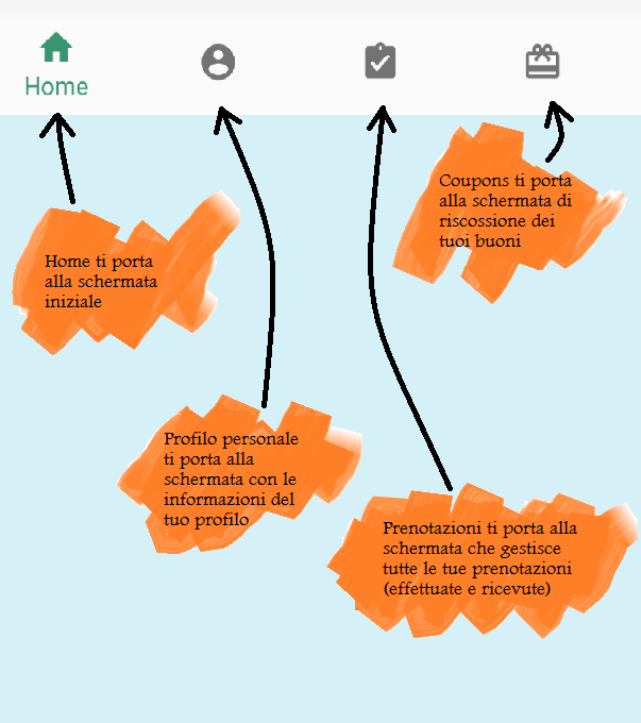 Home
Coupons ti porta
alla schermata di
riscossione dei
tuoi buoni
Home ti porta
alla schermata
iniziale
Profilo personale
ti porta alla
schermata con le
informazioni del
tuo profilo
Prenotazioni ti porta alla
schermata che gestisce
tutte le tue prenotazioni
(effettuate e ricevute)